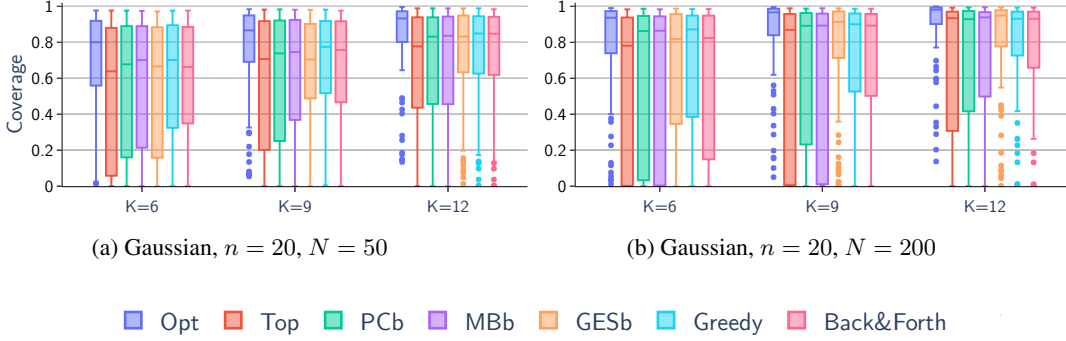 Coverage
1
0.8
0.6
0.4
0.2
0
K=6
K=9
K=12
(a) Gaussian, n = 20, N = 50
1
0.8
0.6
0.4
0.2
0
K=6
K=9
K=12
(b) Gaussian, n = 20, N = 200
Opt Top PCb MBb GESb Greedy Back&Forth